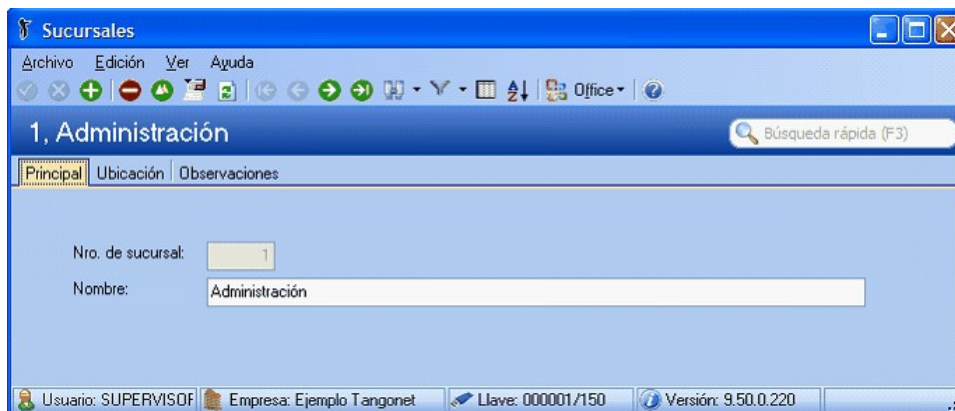 Sucursales
Archivo Edición Ver Ayuda
Office
1, Administración
Búsqueda rápida (F3)
Principal Ubicación Observaciones
Nro. de sucursal: 1
Nombre: Administración
Usuario: SUPERVISOF Empresa: Ejemplo Tangonet Llave: 000001/150 Versión: 9.50.0.220